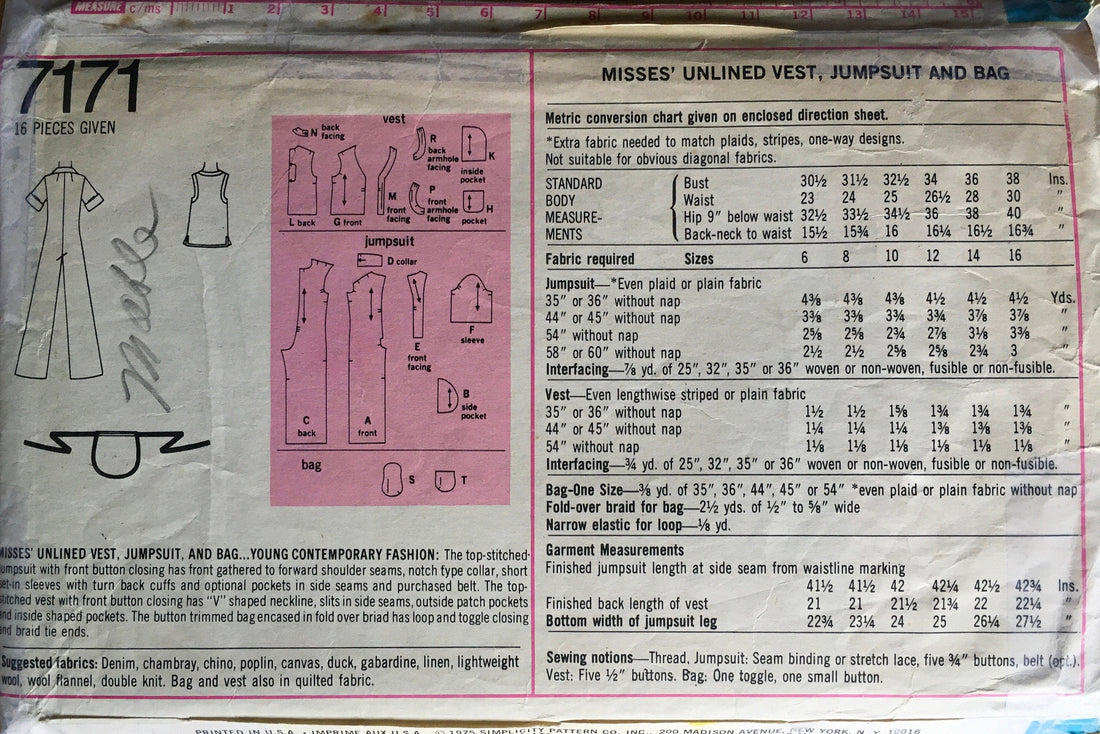 MEASURE c/ms 1 2 3 4 5 6 7 8 9 10 11 12 13 14 15
7171
16 PIECES GIVEN
Misses
vest
N back facing
L back
G front
M front facing
R back armhole facing
P front armhole facing
K inside pocket
H pocket
jumpsuit
D collar
C back
A front
E front facing
F sleeve
B side pocket
bag
S
T
MISSES' UNLINED VEST, JUMPSUIT, AND BAG...YOUNG CONTEMPORARY FASHION: The top-stitched
jumpsuit with front button closing has front gathered to forward shoulder seams, notch type collar, short
set-in sleeves with turn back cuffs and optional pockets in side seams and purchased belt. The top-
stitched vest with front button closing has "V" shaped neckline, slits in side seams, outside patch pockets
and inside shaped pockets. The button trimmed bag encased in fold over briad has loop and toggle closing
and braid tie ends.
Suggested fabrics: Denim, chambray, chino, poplin, canvas, duck, gabardine, linen, lightweight
wool, wool flannel, double knit. Bag and vest also in quilted fabric.
MISSES' UNLINED VEST, JUMPSUIT AND BAG
Metric conversion chart given on enclosed direction sheet.
*Extra fabric needed to match plaids, stripes, one-way designs.
Not suitable for obvious diagonal fabrics.
STANDARD Bust 30½ 31½ 32½ 34 36 38 Ins.
BODY Waist 23 24 25 26½ 28 30 "
MEASURE- Hip 9" below waist 32½ 33½ 34½ 36 38 40 "
MENTS Back-neck to waist 15½ 15¾ 16 16¼ 16½ 16¾ "
Fabric required Sizes 6 8 10 12 14 16
Jumpsuit—*Even plaid or plain fabric
35" or 36" without nap 4⅜ 4⅜ 4⅜ 4½ 4½ 4½ Yds.
44" or 45" without nap 3⅜ 3⅜ 3¾ 3¾ 3⅞ 3⅞ "
54" without nap 2⅝ 2⅝ 2¾ 2⅞ 3⅛ 3⅜ "
58" or 60" without nap 2½ 2½ 2⅝ 2⅝ 2¾ 3 "
Interfacing—⅞ yd. of 25", 32", 35" or 36" woven or non-woven, fusible or non-fusible.
Vest—Even lengthwise striped or plain fabric
35" or 36" without nap 1½ 1½ 1⅝ 1¾ 1¾ 1¾ "
44" or 45" without nap 1¼ 1¼ 1¼ 1⅜ 1⅜ 1⅜ "
54" without nap 1⅛ 1⅛ 1⅛ 1⅛ 1⅛ 1⅛ "
Interfacing—¾ yd. of 25", 32", 35" or 36" woven or non-woven, fusible or non-fusible.
Bag-One Size—⅜ yd. of 35", 36", 44", 45" or 54" *even plaid or plain fabric without nap
Fold-over braid for bag—2½ yds. of ½" to ⅝" wide
Narrow elastic for loop—⅛ yd.
Garment Measurements
Finished jumpsuit length at side seam from waistline marking
41½ 41½ 42 42¼ 42½ 42¾ Ins.
Finished back length of vest 21 21 21½ 21¾ 22 22¼ "
Bottom width of jumpsuit leg 22¾ 23¼ 24 25 26¼ 27½ "
Sewing notions—Thread, Jumpsuit: Seam binding or stretch lace, five ¾" buttons, belt (opt.).
Vest: Five ½" buttons. Bag: One toggle, one small button.
PRINTED IN U.S.A. • IMPRIME AUX U.S.A. © 1975 SIMPLICITY PATTERN CO. INC., 200 MADISON AVENUE, NEW YORK, N. Y. 10016